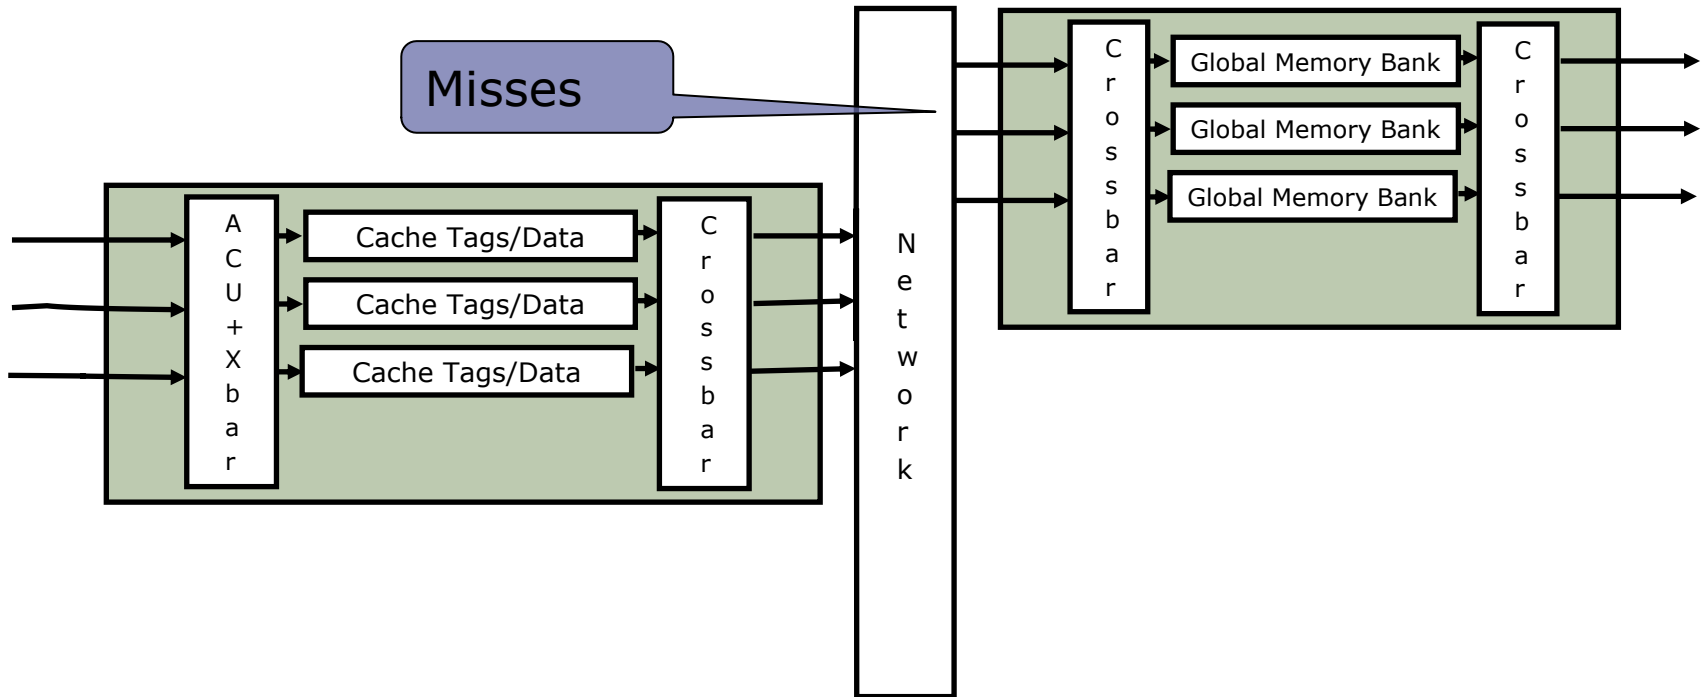 Misses
ACU+Xbar
Cache Tags/Data
Cache Tags/Data
Cache Tags/Data
Crossbar
Network
Crossbar
Global Memory Bank
Global Memory Bank
Global Memory Bank
Crossbar